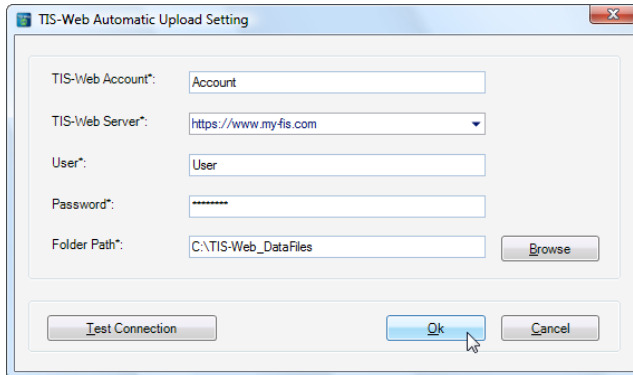 TIS-Web Automatic Upload Setting
TIS-Web Account*: Account
TIS-Web Server*: https://www.my-fis.com
User*: User
Password*: ********
Folder Path*: C:\TIS-Web_DataFiles Browse
Test Connection Ok Cancel